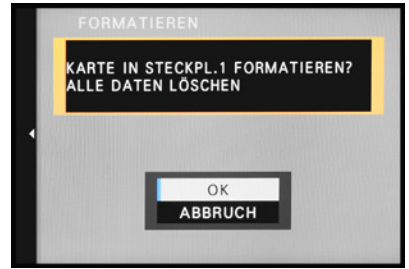 FORMATIEREN
KARTE IN STECKPL.1 FORMATIEREN?
ALLE DATEN LÖSCHEN
OK
ABBRUCH